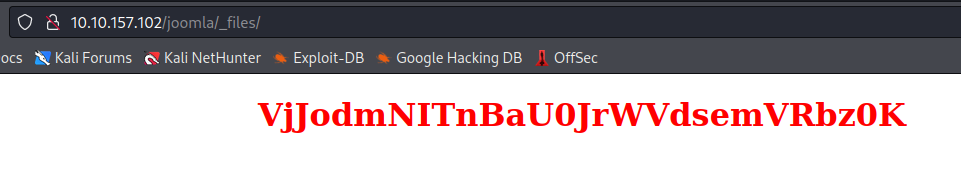 10.10.157.102/joomla/_files/
ocs Kali Forums Kali NetHunter Exploit-DB Google Hacking DB OffSec
VjJodmNITnBaU0JrWVdsemVRbz0K